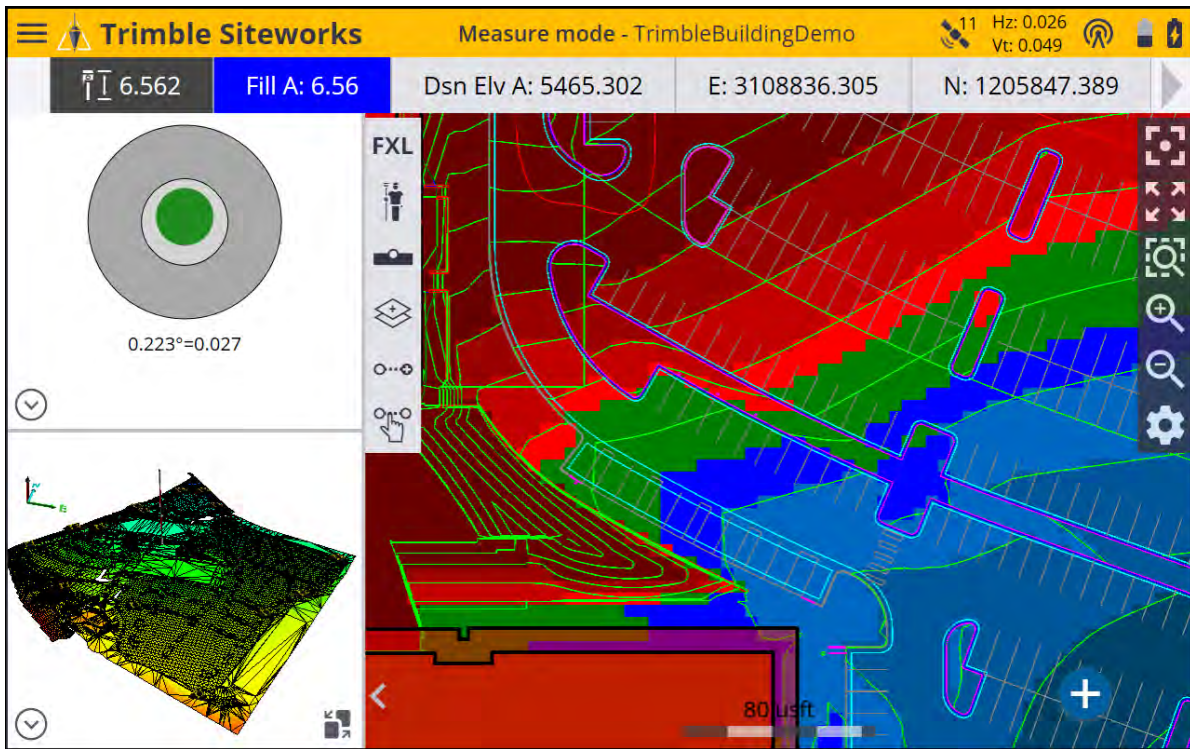 Trimble Siteworks
Measure mode - TrimbleBuildingDemo
11
Hz: 0.026
Vt: 0.049
6.562
Fill A: 6.56
Dsn Elv A: 5465.302
E: 3108836.305
N: 1205847.389
0.223°=0.027
FXL
80 usft